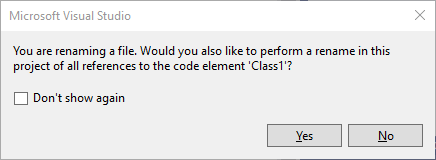 Microsoft Visual Studio
You are renaming a file. Would you also like to perform a rename in this
project of all references to the code element 'Class1'?
Don't show again
Yes
No